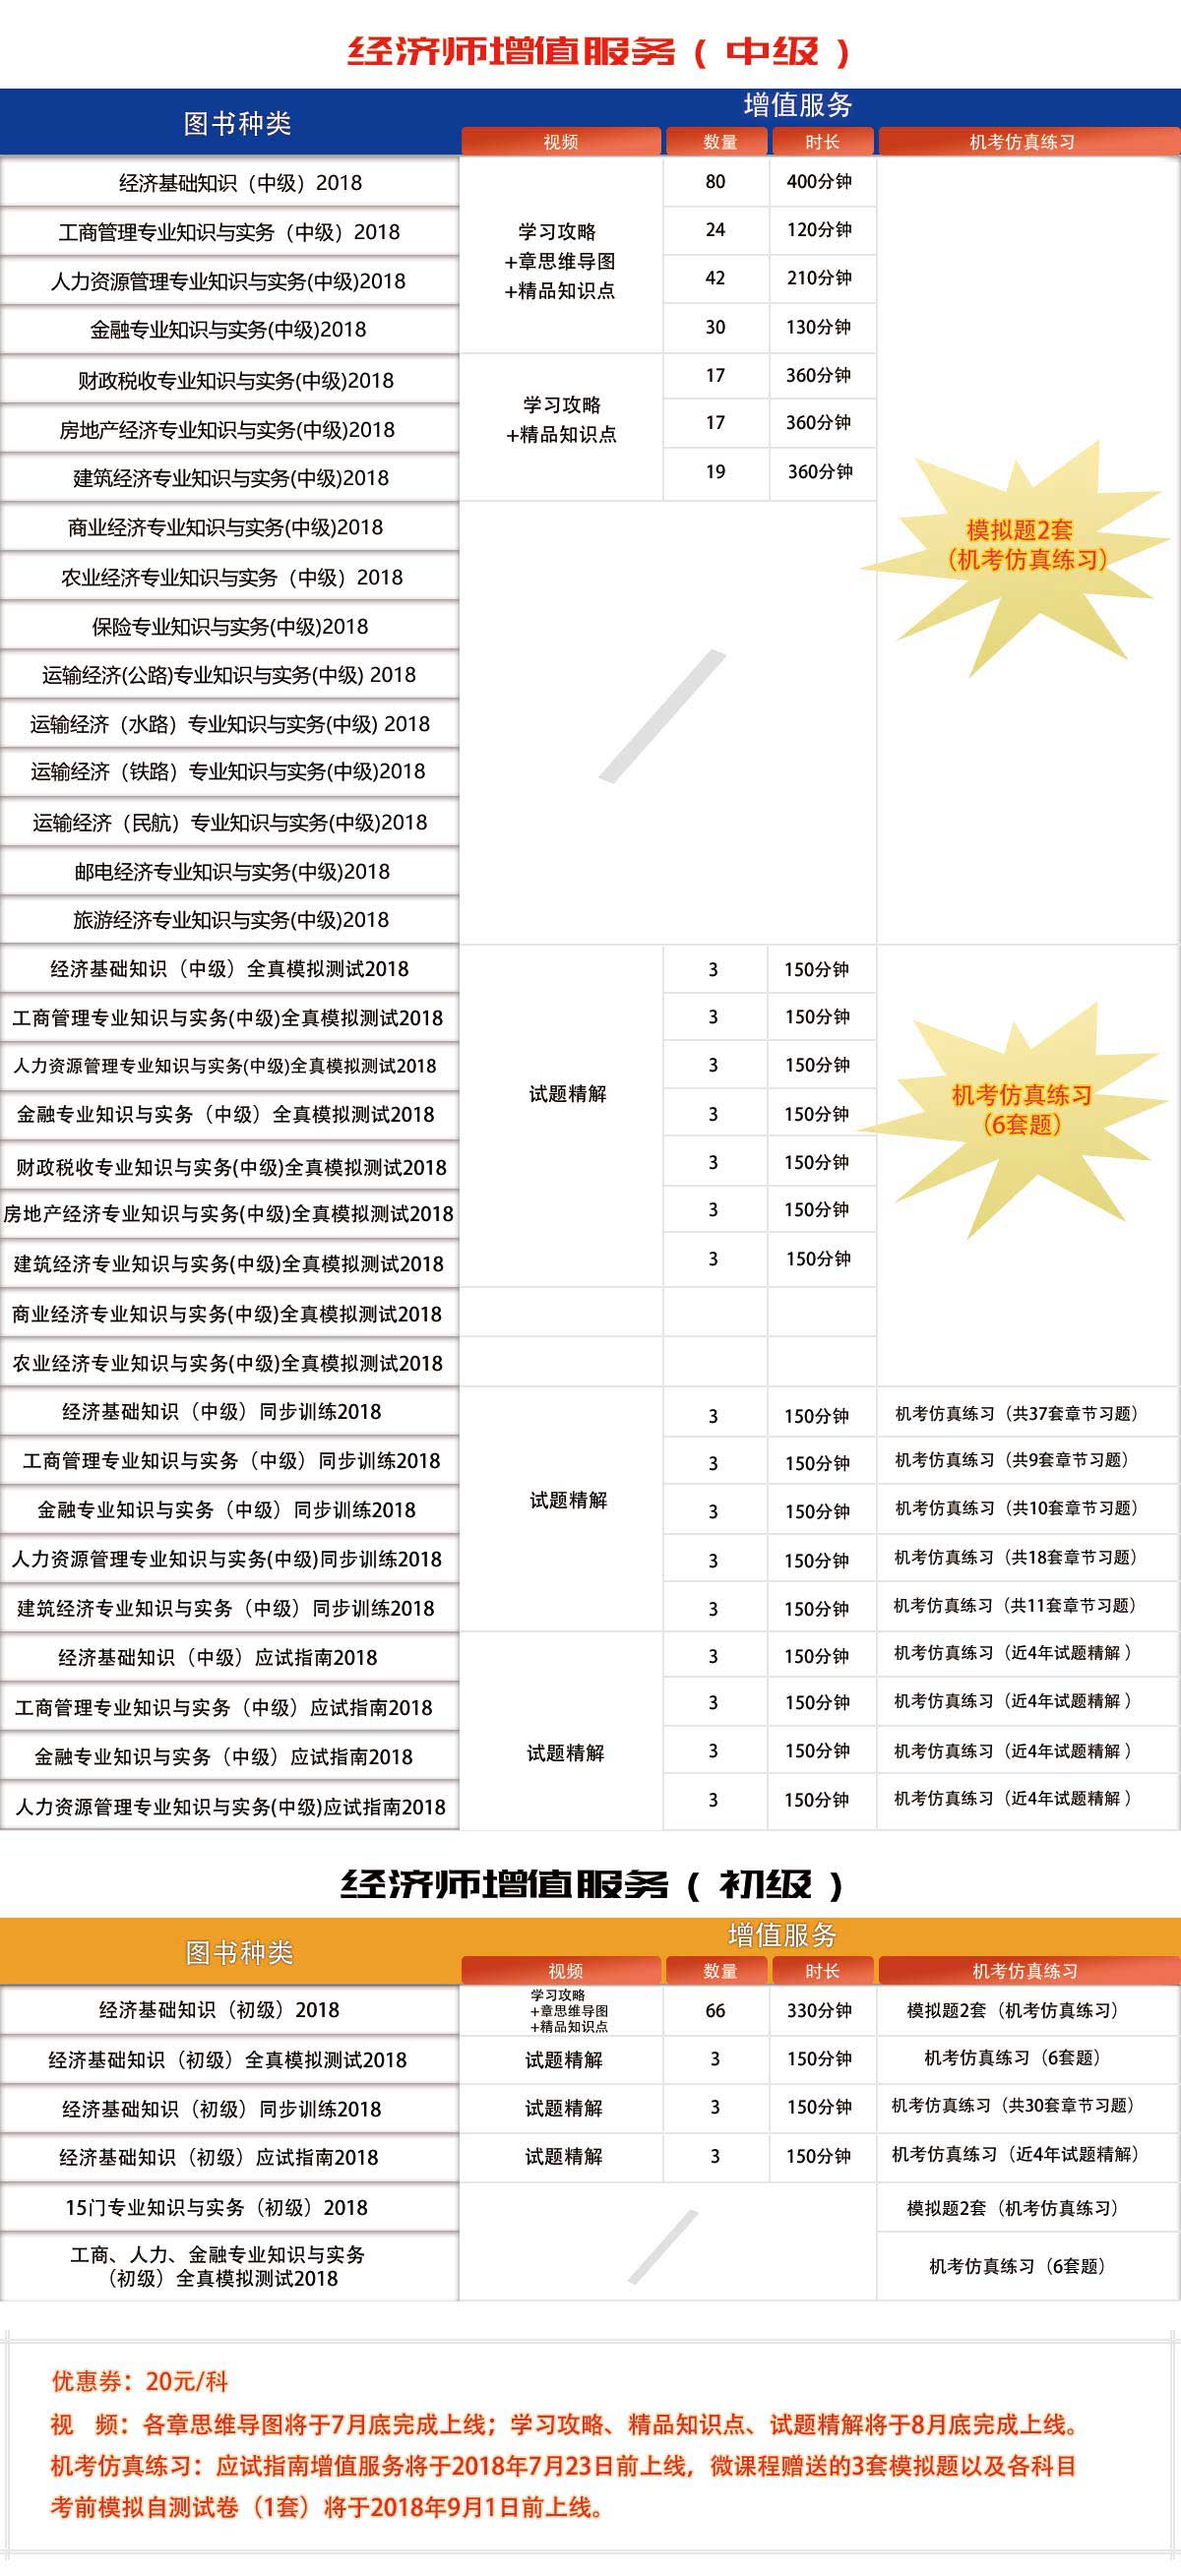 经济师增值服务（中级）
图书种类
增值服务
视频 数量 时长 机考仿真练习
经济基础知识（中级）2018 80 400分钟
工商管理专业知识与实务（中级）2018 24 120分钟
学习攻略
+章思维导图
+精品知识点
人力资源管理专业知识与实务(中级)2018 42 210分钟
金融专业知识与实务(中级)2018 30 130分钟
财政税收专业知识与实务(中级)2018 17 360分钟
学习攻略
+精品知识点
房地产经济专业知识与实务(中级)2018 17 360分钟
建筑经济专业知识与实务(中级)2018 19 360分钟
商业经济专业知识与实务(中级)2018
模拟题2套
（机考仿真练习）
农业经济专业知识与实务（中级）2018
保险专业知识与实务(中级)2018
运输经济(公路)专业知识与实务(中级) 2018
运输经济（水路）专业知识与实务(中级) 2018
运输经济（铁路）专业知识与实务(中级)2018
运输经济（民航）专业知识与实务(中级)2018
邮电经济专业知识与实务(中级)2018
旅游经济专业知识与实务(中级)2018
经济基础知识（中级）全真模拟测试2018 3 150分钟
工商管理专业知识与实务(中级)全真模拟测试2018 3 150分钟
人力资源管理专业知识与实务(中级)全真模拟测试2018 3 150分钟
试题精解
机考仿真练习
（6套题）
金融专业知识与实务（中级）全真模拟测试2018 3 150分钟
财政税收专业知识与实务(中级)全真模拟测试2018 3 150分钟
房地产经济专业知识与实务(中级)全真模拟测试2018 3 150分钟
建筑经济专业知识与实务(中级)全真模拟测试2018 3 150分钟
商业经济专业知识与实务(中级)全真模拟测试2018
农业经济专业知识与实务(中级)全真模拟测试2018
经济基础知识（中级）同步训练2018 3 150分钟 机考仿真练习（共37套章节习题）
工商管理专业知识与实务（中级）同步训练2018 3 150分钟 机考仿真练习（共9套章节习题）
金融专业知识与实务（中级）同步训练2018 试题精解 3 150分钟 机考仿真练习（共10套章节习题）
人力资源管理专业知识与实务(中级)同步训练2018 3 150分钟 机考仿真练习（共18套章节习题）
建筑经济专业知识与实务（中级）同步训练2018 3 150分钟 机考仿真练习（共11套章节习题）
经济基础知识（中级）应试指南2018 3 150分钟 机考仿真练习（近4年试题精解 ）
工商管理专业知识与实务（中级）应试指南2018 3 150分钟 机考仿真练习（近4年试题精解 ）
金融专业知识与实务（中级）应试指南2018 试题精解 3 150分钟 机考仿真练习（近4年试题精解 ）
人力资源管理专业知识与实务(中级)应试指南2018 3 150分钟 机考仿真练习（近4年试题精解 ）
经济师增值服务（初级）
图书种类
增值服务
视频 数量 时长 机考仿真练习
学习攻略
+章思维导图
+精品知识点
经济基础知识（初级）2018 66 330分钟 模拟题2套（机考仿真练习）
经济基础知识（初级）全真模拟测试2018 试题精解 3 150分钟 机考仿真练习（6套题）
经济基础知识（初级）同步训练2018 试题精解 3 150分钟 机考仿真练习（共30套章节习题）
经济基础知识（初级）应试指南2018 试题精解 3 150分钟 机考仿真练习（近4年试题精解）
15门专业知识与实务（初级）2018 模拟题2套（机考仿真练习）
工商、人力、金融专业知识与实务
（初级）全真模拟测试2018 机考仿真练习（6套题）
优惠券：20元/科
视 频：各章思维导图将于7月底完成上线；学习攻略、精品知识点、试题精解将于8月底完成上线。
机考仿真练习：应试指南增值服务将于2018年7月23日前上线，微课程赠送的3套模拟题以及各科目
考前模拟自测试卷（1套）将于2018年9月1日前上线。